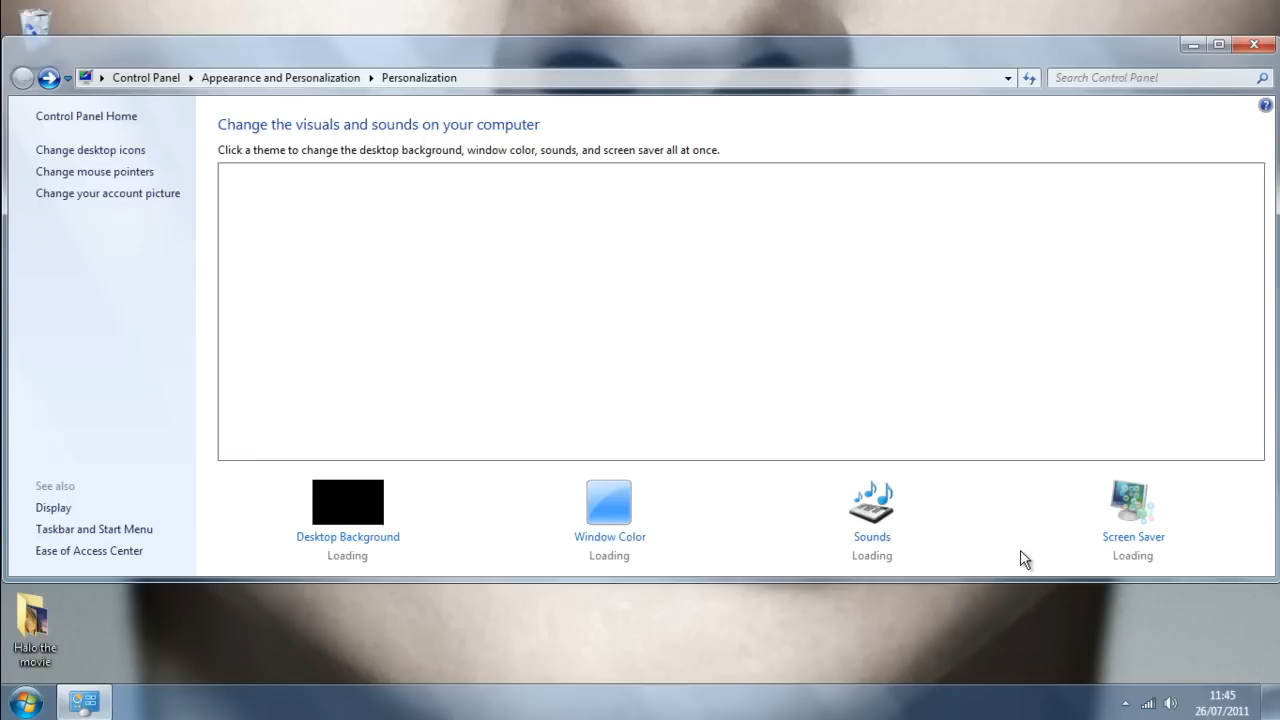 Control Panel Appearance and Personalization Personalization
Search Control Panel
Control Panel Home
Change desktop icons
Change mouse pointers
Change your account picture
See also
Display
Taskbar and Start Menu
Ease of Access Center
Change the visuals and sounds on your computer
Click a theme to change the desktop background, window color, sounds, and screen saver all at once.
Desktop Background
Loading
Window Color
Loading
Sounds
Loading
Screen Saver
Loading
Halo the
movie
11:45
26/07/2011